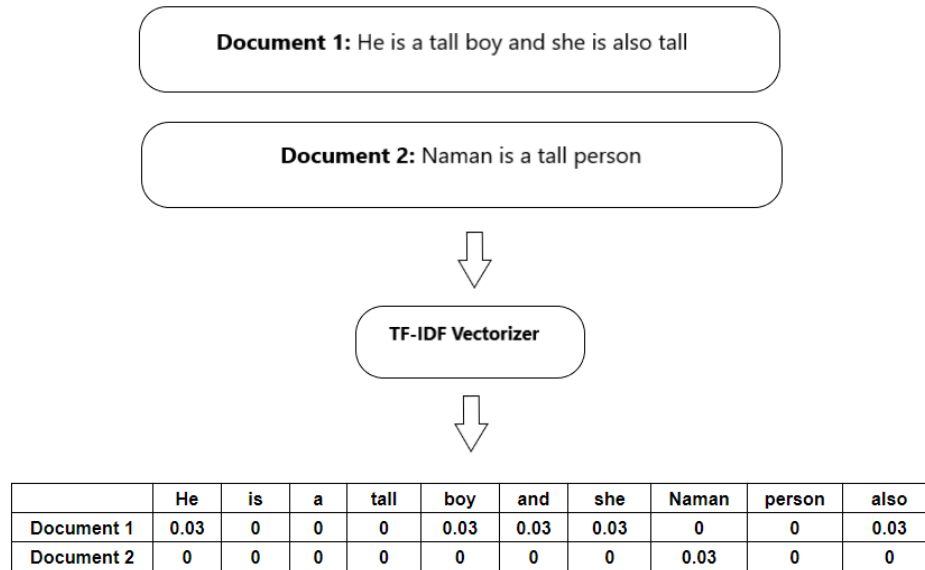 Document 1: He is a tall boy and she is also tall
Document 2: Naman is a tall person
TF-IDF Vectorizer
He is a tall boy and she Naman person also
Document 1 0.03 0 0 0 0.03 0.03 0.03 0 0 0.03
Document 2 0 0 0 0 0 0 0 0.03 0 0